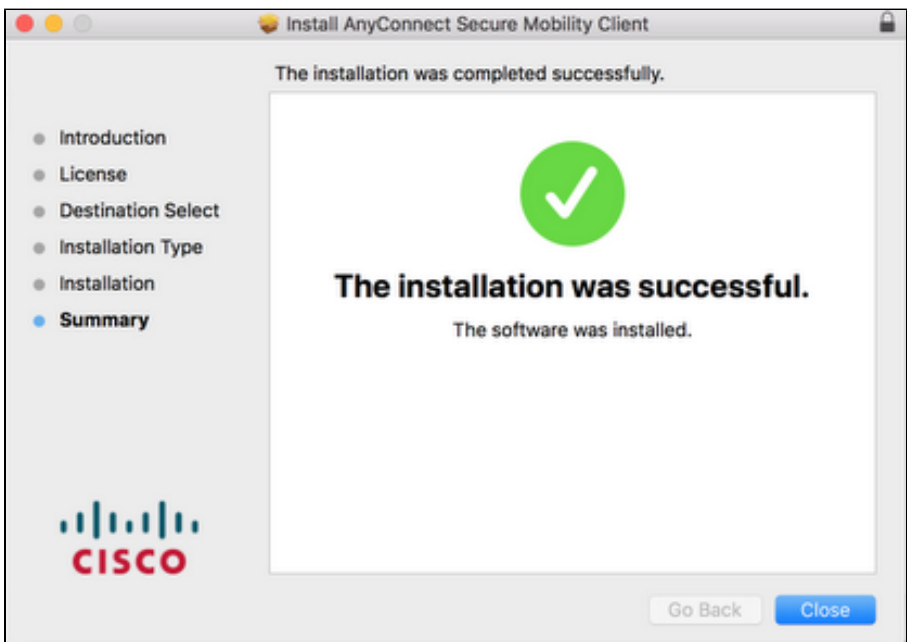 Install AnyConnect Secure Mobility Client
The installation was completed successfully.
Introduction
License
Destination Select
Installation Type
Installation
Summary
The installation was successful.
The software was installed.
CISCO
Go Back
Close